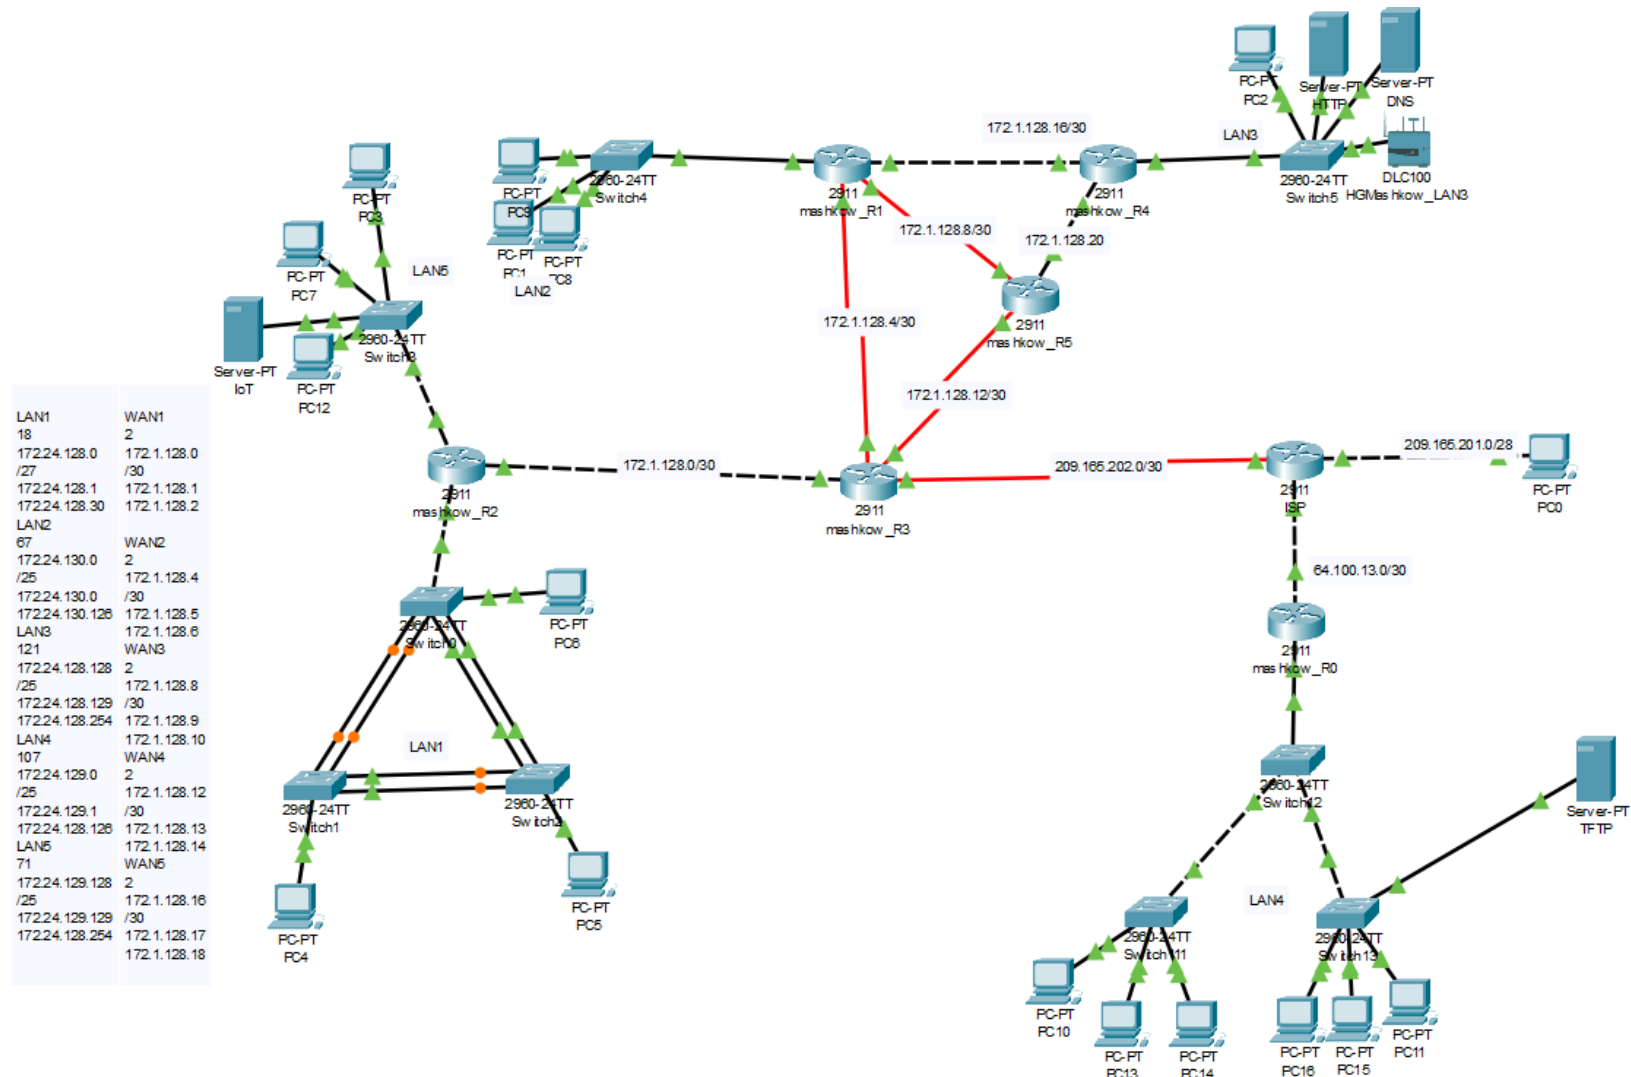 PC-PT
PC2
Server-PT
HTTP
Server-PT
DNS
LAN3
2960-24TT
Switch5
DLC100
HGMashkow_LAN3
172.1.128.16/30
2911
mashkow_R4
2911
mashkow_R1
PC-PT
PC9
2960-24TT
Switch4
PC-PT
PC1
PC-PT
PC8
LAN2
PC-PT
PC3
PC-PT
PC7
LAN5
2960-24TT
Switch3
Server-PT
IoT
PC-PT
PC12
172.1.128.8/30
172.1.128.20
2911
mashkow_R5
172.1.128.4/30
172.1.128.12/30
2911
mashkow_R2
172.1.128.0/30
2911
mashkow_R3
209.165.202.0/30
2911
ISP
209.165.201.0/28
PC-PT
PC0
64.100.13.0/30
2911
mashkow_R0
LAN1
18
172.24.128.0
/27
172.24.128.1
172.24.128.30
LAN2
67
172.24.130.0
/25
172.24.130.0
172.24.130.126
LAN3
121
172.24.128.128
/25
172.24.128.129
172.24.128.254
LAN4
107
172.24.129.0
/25
172.24.129.1
172.24.128.126
LAN5
71
172.24.129.128
/25
172.24.129.129
172.24.128.254
WAN1
2
172.1.128.0
/30
172.1.128.1
172.1.128.2
WAN2
2
172.1.128.4
/30
172.1.128.5
172.1.128.6
WAN3
2
172.1.128.8
/30
172.1.128.9
172.1.128.10
WAN4
2
172.1.128.12
/30
172.1.128.13
172.1.128.14
WAN5
2
172.1.128.16
/30
172.1.128.17
172.1.128.18
2960-24TT
Switch0
PC-PT
PC6
LAN1
2960-24TT
Switch1
2960-24TT
Switch2
PC-PT
PC4
PC-PT
PC5
2960-24TT
Switch12
Server-PT
TFTP
LAN4
2960-24TT
Switch11
2960-24TT
Switch13
PC-PT
PC10
PC-PT
PC13
PC-PT
PC14
PC-PT
PC16
PC-PT
PC15
PC-PT
PC11